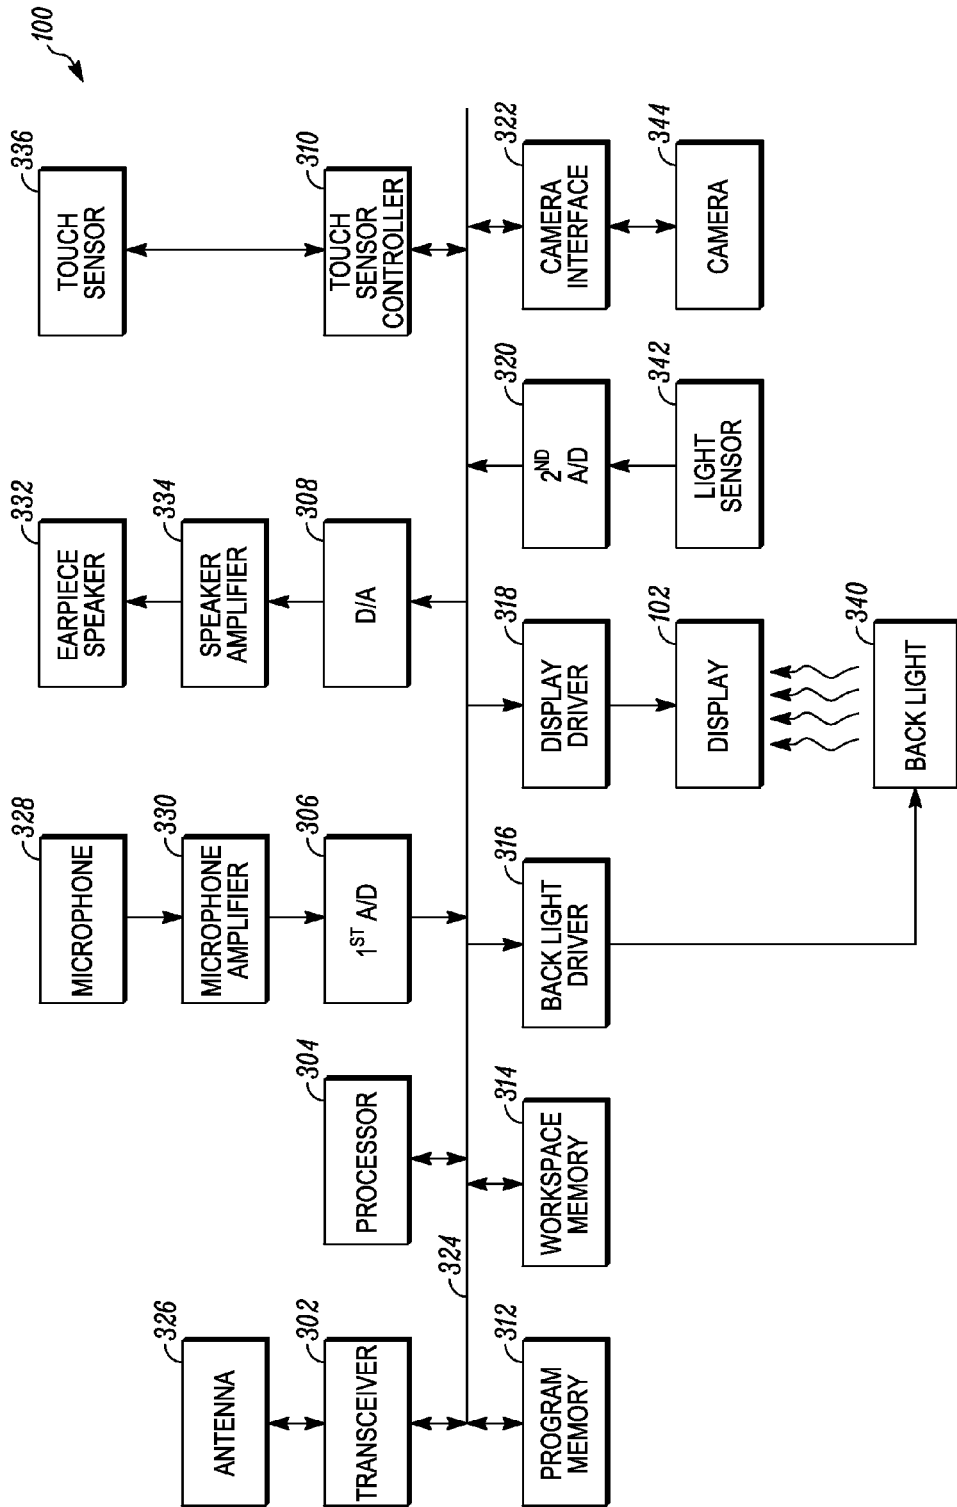 100
336
TOUCH
SENSOR
310
TOUCH
SENSOR
CONTROLLER
332
EARPIECE
SPEAKER
334
SPEAKER
AMPLIFIER
308
D/A
328
MICROPHONE
330
MICROPHONE
AMPLIFIER
306
1ST A/D
304
PROCESSOR
326
ANTENNA
302
TRANSCEIVER
324
312
PROGRAM
MEMORY
314
WORKSPACE
MEMORY
316
BACK LIGHT
DRIVER
318
DISPLAY
DRIVER
102
DISPLAY
340
BACK LIGHT
320
2ND
A/D
342
LIGHT
SENSOR
322
CAMERA
INTERFACE
344
CAMERA